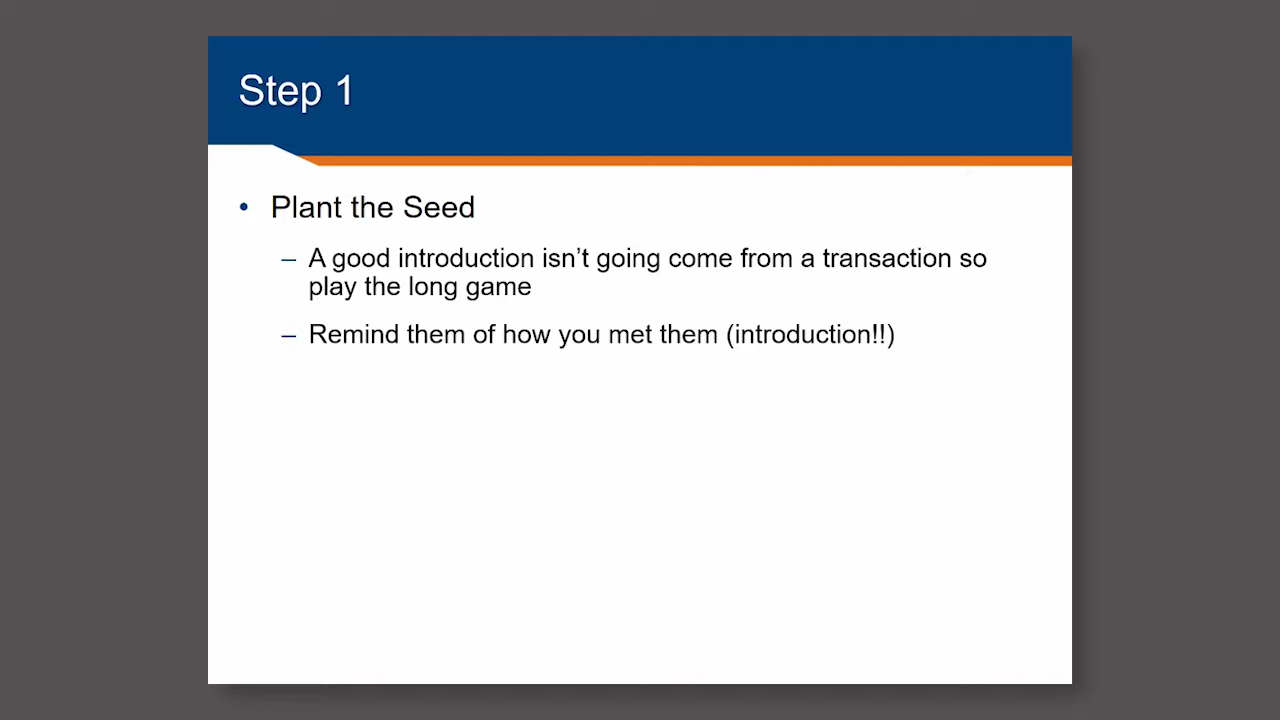 Step 1
• Plant the Seed
– A good introduction isn’t going come from a transaction so
play the long game
– Remind them of how you met them (introduction!!)